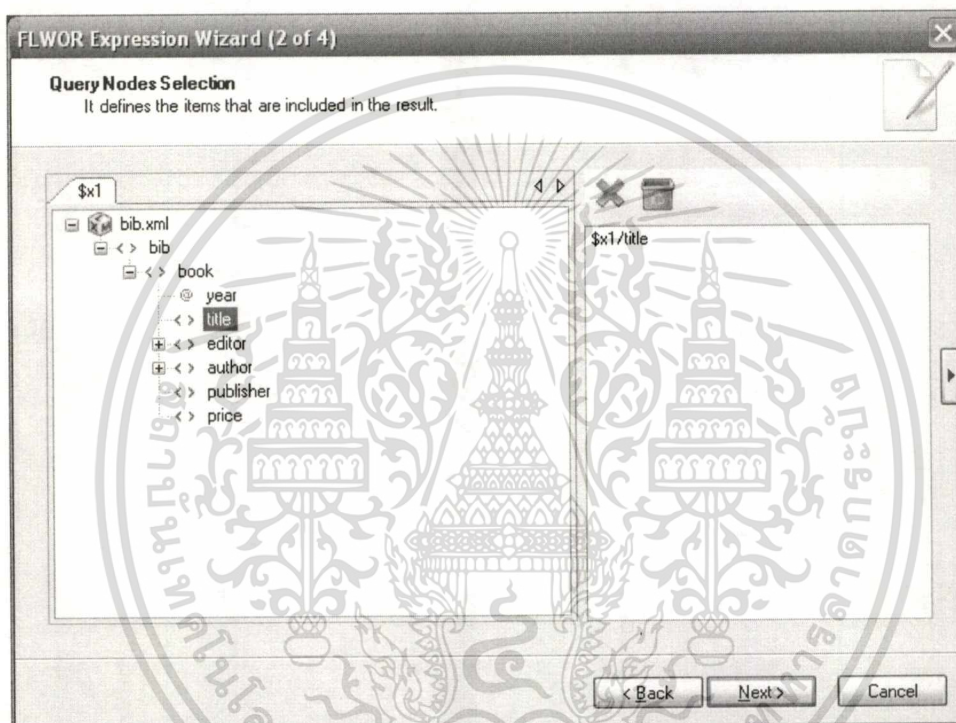 FLWOR Expression Wizard (2 of 4)
Query Nodes Selection
It defines the items that are included in the result.
$x1
bib.xml
bib
book
@ year
title
editor
author
publisher
price
$x1/title
< Back
Next >
Cancel